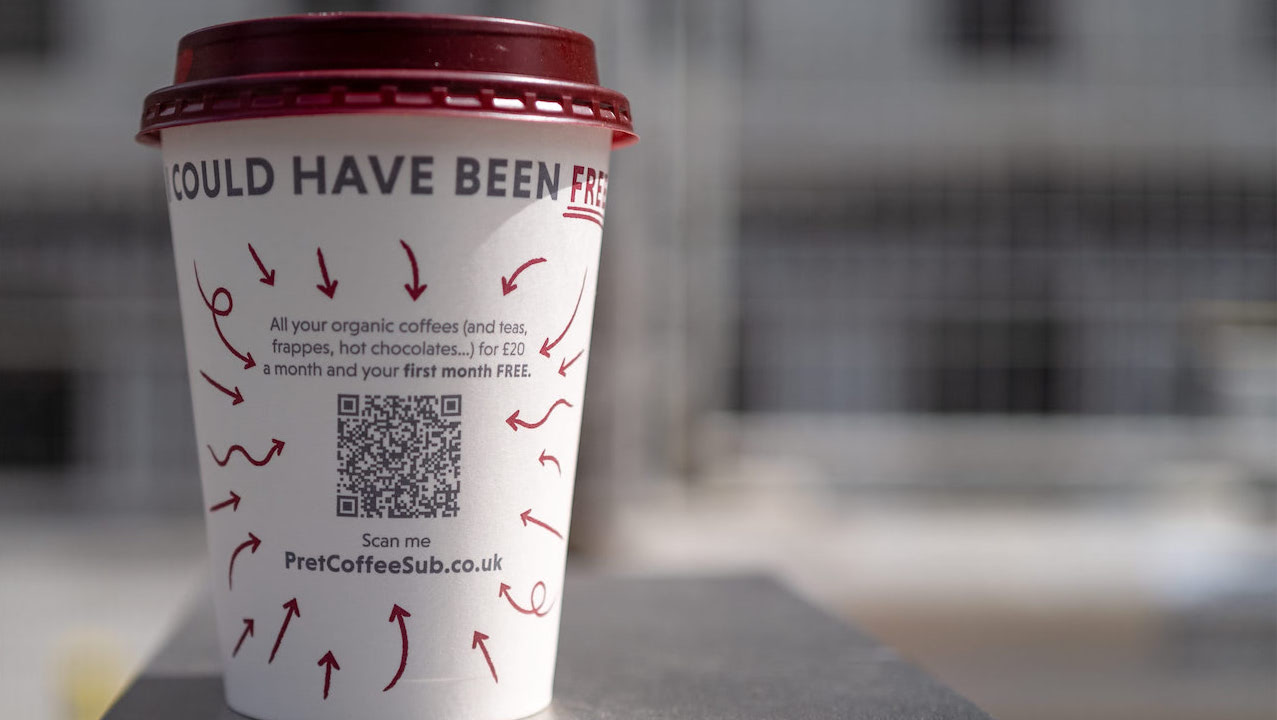 COULD HAVE BEEN FREE
All your organic coffees (and teas,
frappes, hot chocolates...) for £20
a month and your first month FREE.
Scan me
PretCoffeeSub.co.uk